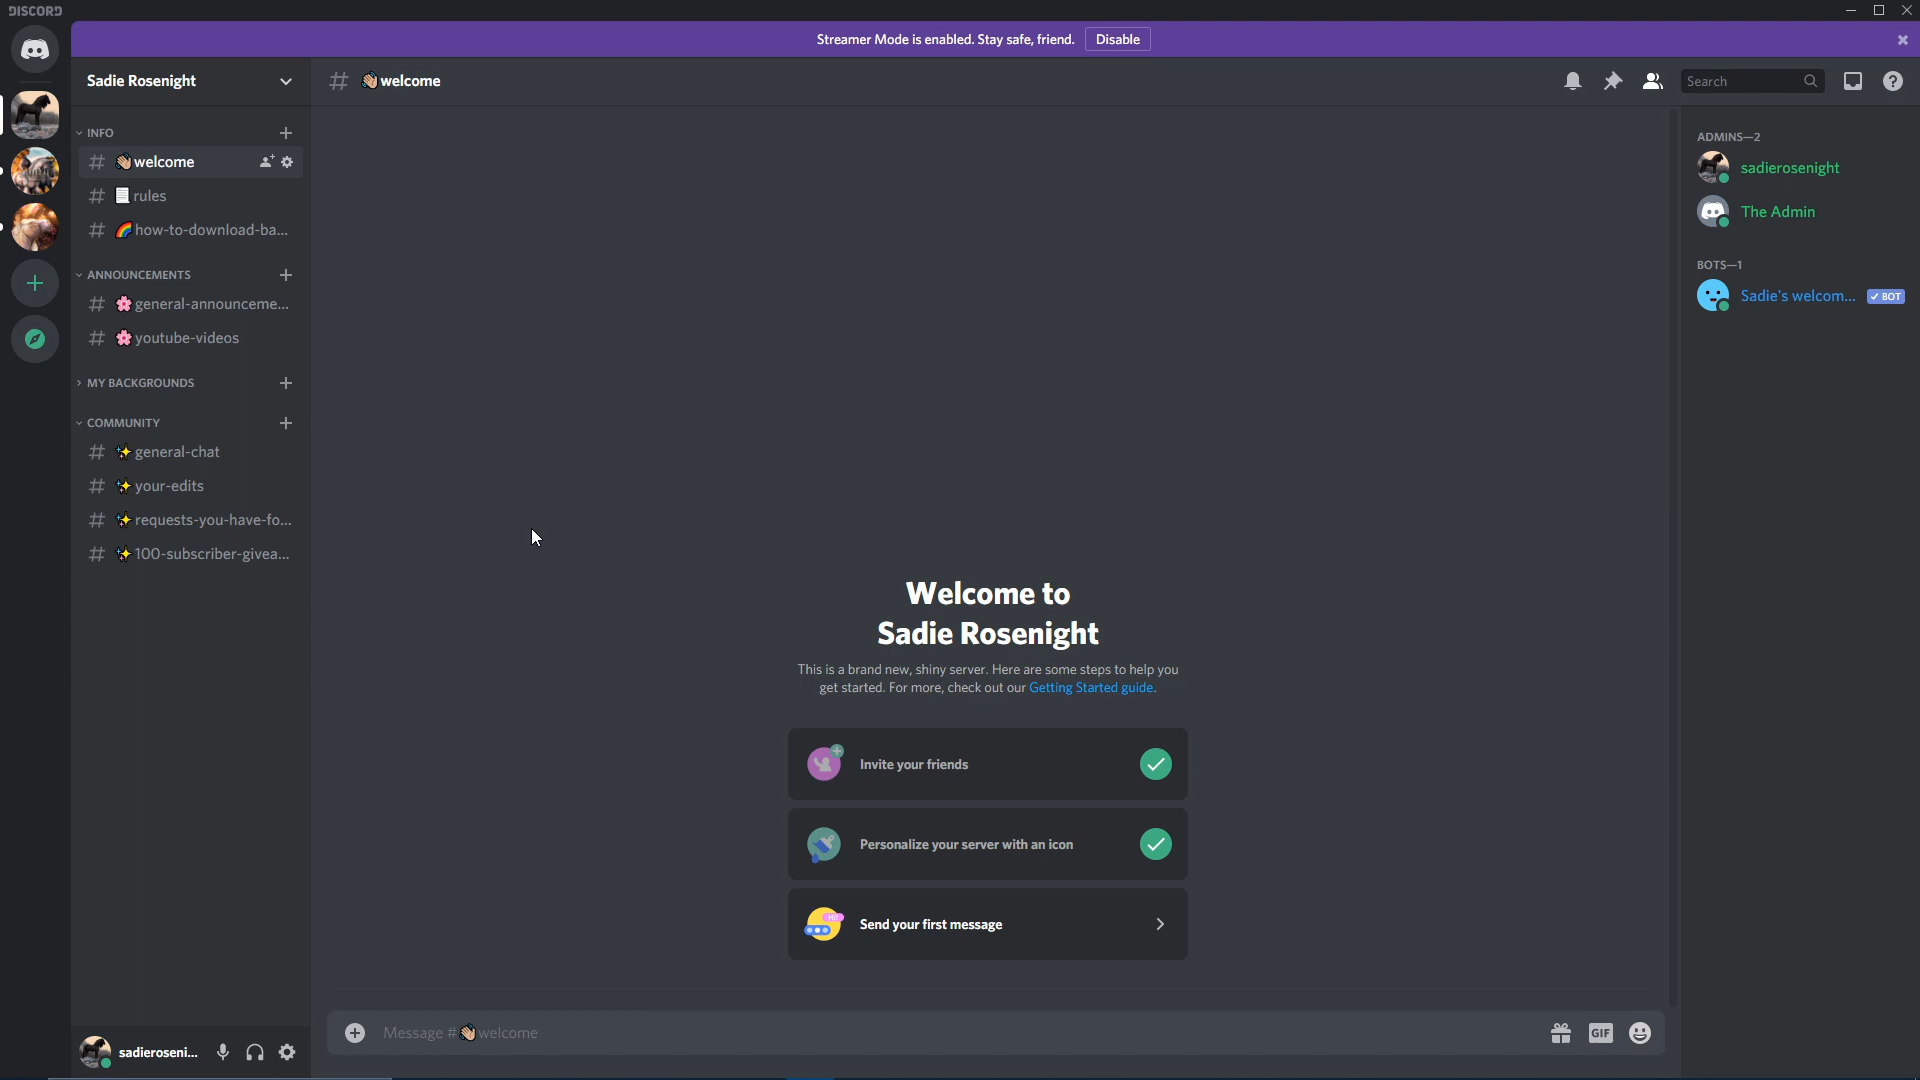 DISCORD
Streamer Mode is enabled. Stay safe, friend. Disable
Sadie Rosenight
# 👋🏽welcome
Search
INFO
# 👋🏽welcome
# 📃rules
# 🌈how-to-download-ba...
ANNOUNCEMENTS
# 🌸general-announceme...
# 🌸youtube-videos
MY BACKGROUNDS
COMMUNITY
# ✨general-chat
# ✨your-edits
# ✨requests-you-have-fo...
# ✨100-subscriber-givea...
sadieroseni...
Welcome to
Sadie Rosenight
This is a brand new, shiny server. Here are some steps to help you
get started. For more, check out our Getting Started guide.
Invite your friends
Personalize your server with an icon
Hi!
Send your first message
Message #👋🏽welcome
GIF
ADMINS—2
sadierosenight
The Admin
BOTS—1
Sadie's welcom... ✓ BOT